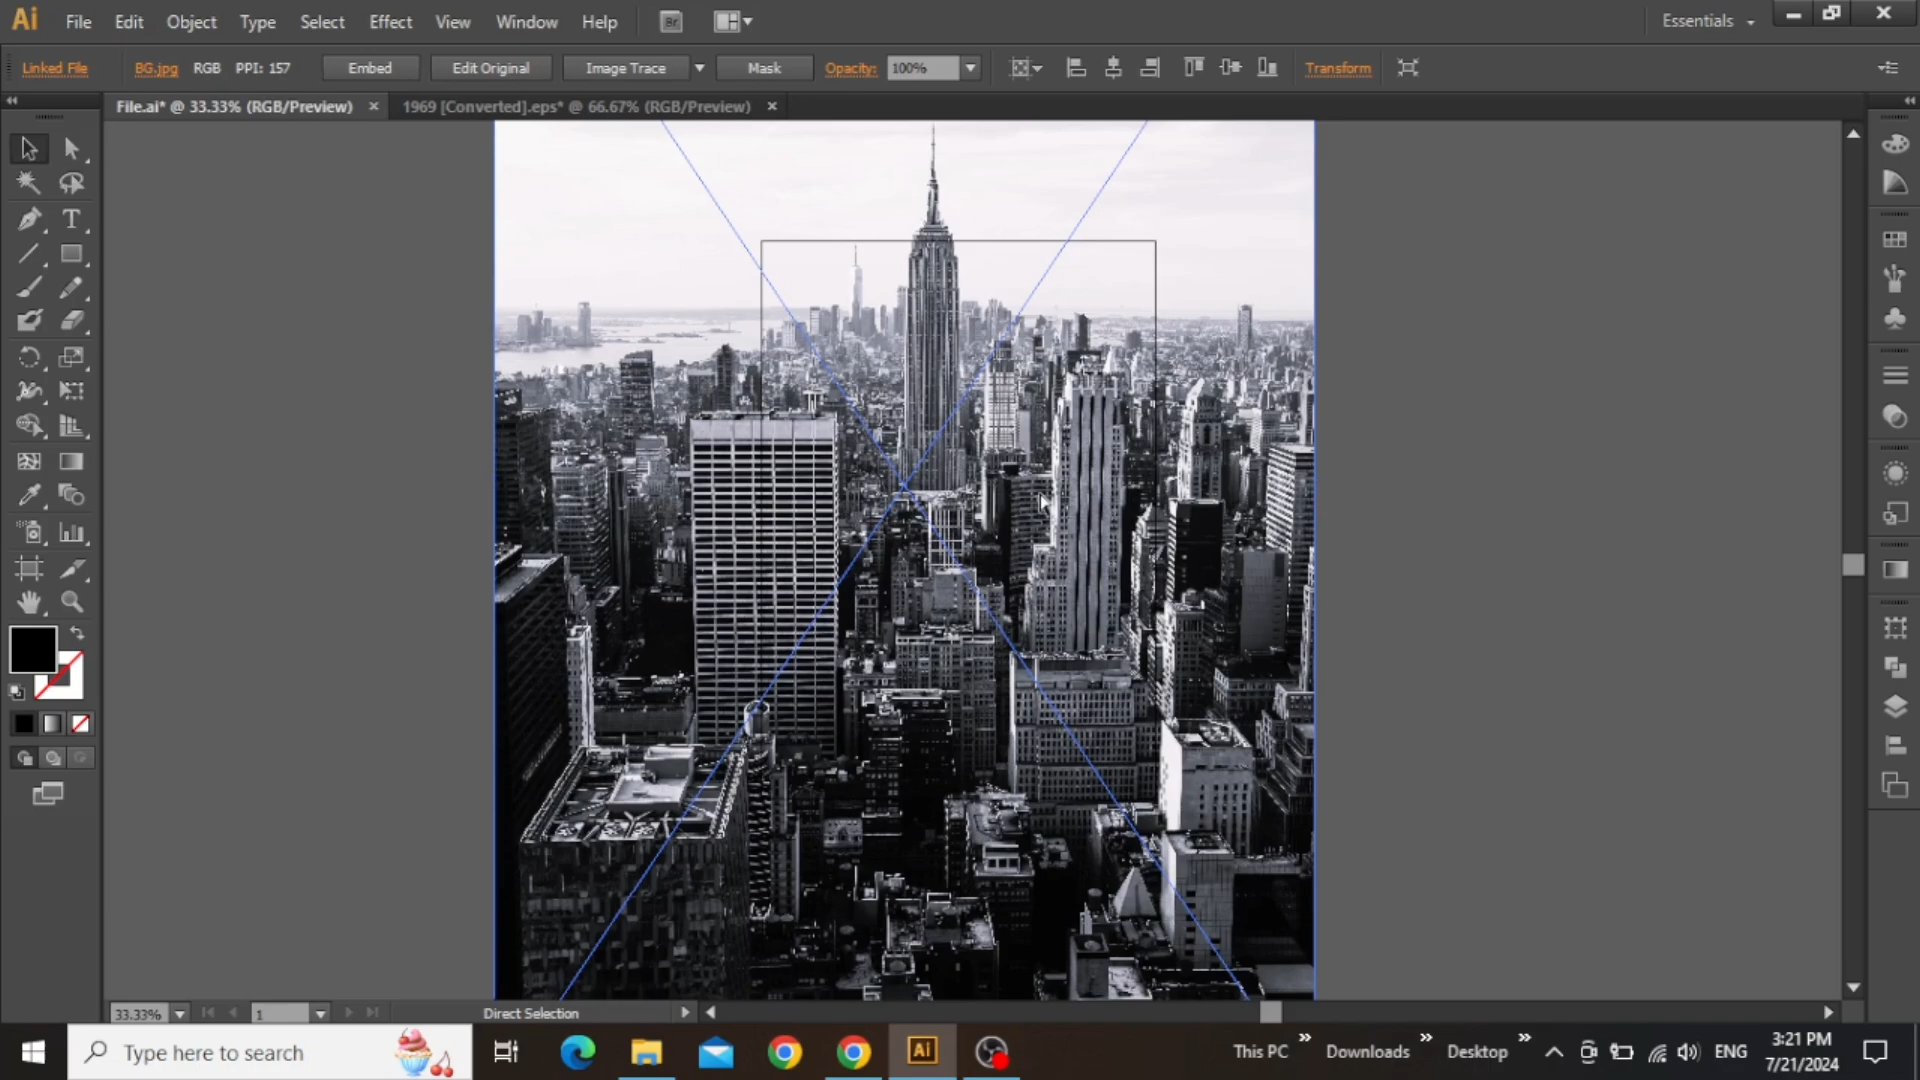 Ai File Edit Object Type Select Effect View Window Help Br Essentials
Linked File BG.jpg RGB PPI: 157 Embed Edit Original Image Trace Mask Opacity: 100% Transform
File.ai* @ 33.33% (RGB/Preview) × 1969 [Converted].eps* @ 66.67% (RGB/Preview) ×
T
33.33% 1 Direct Selection
Type here to search Ai This PC Downloads Desktop ENG 3:21 PM
7/21/2024